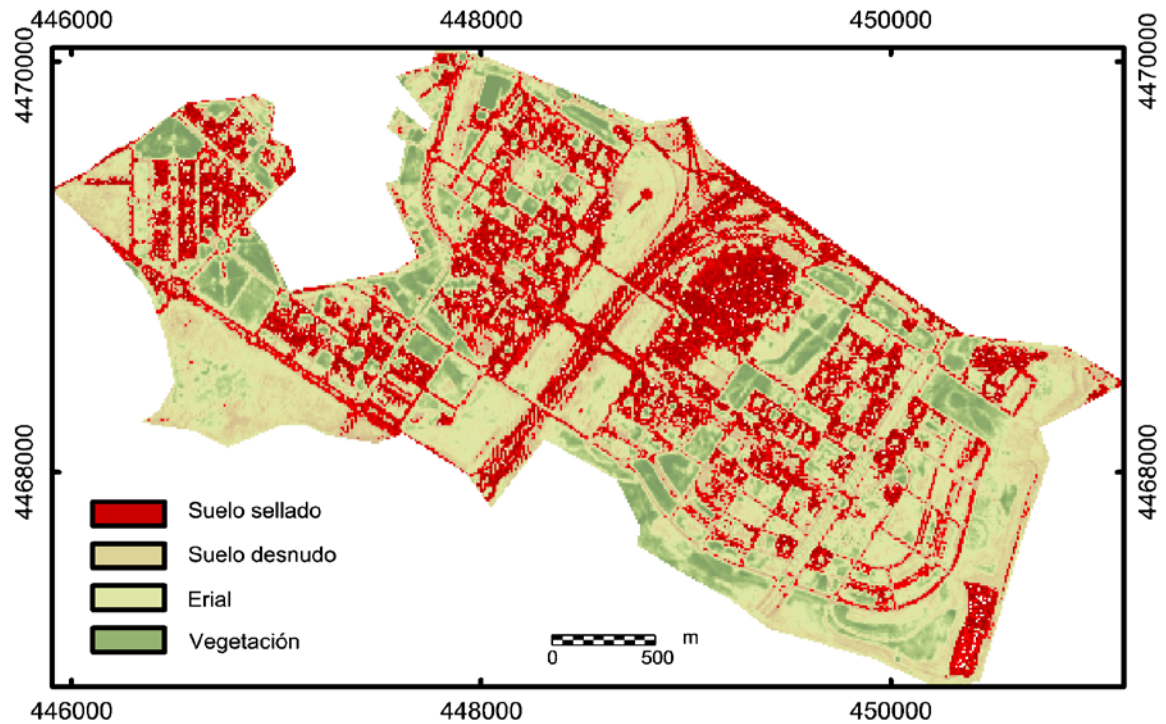 446000 448000 450000
4470000 4470000
4468000 4468000
Suelo sellado
Suelo desnudo
Erial
Vegetación
m
0 500
446000 448000 450000